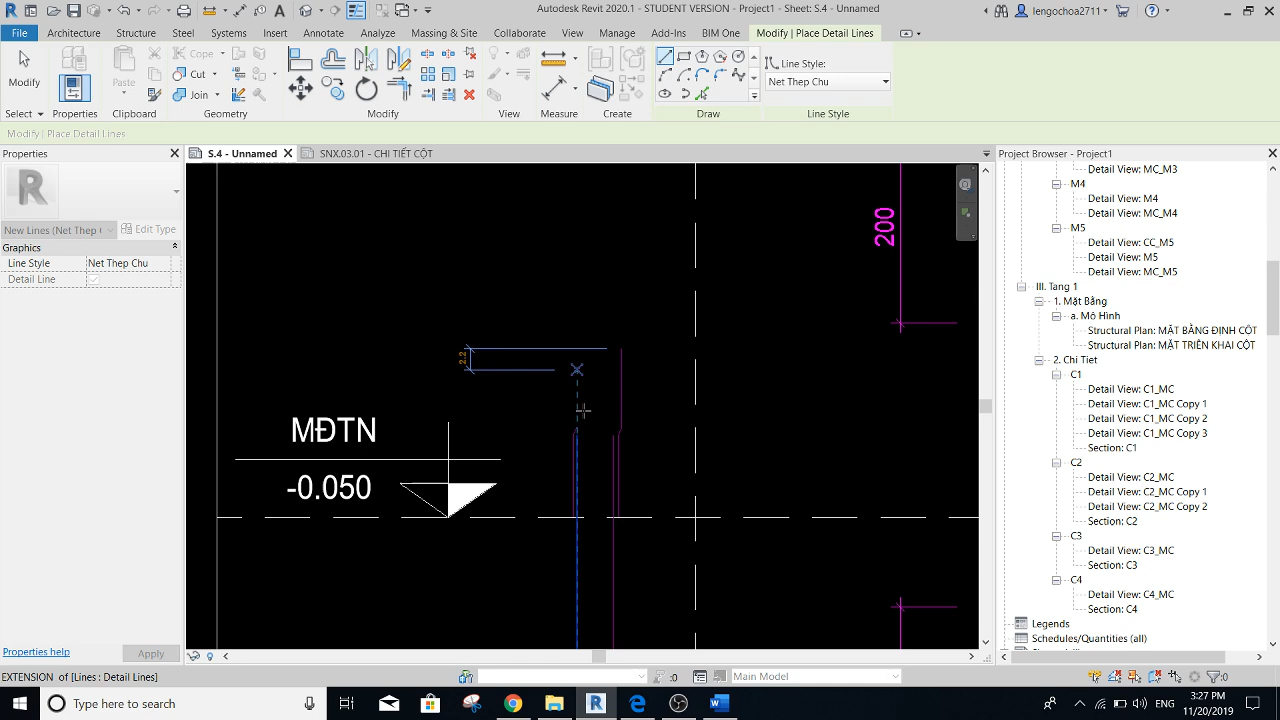 Autodesk Revit 2020.1 - STUDENT VERSION - Project1 - Sheet: S.4 - Unnamed
lengochoa2711
File Architecture Structure Steel Systems Insert Annotate Analyze Massing & Site Collaborate View Manage Add-Ins BIM One Modify | Place Detail Lines
Modify
Paste
Cope
Cut
Join
Line Style:
Net Thep Chu
Select Properties Clipboard Geometry Modify View Measure Create Draw Line Style
Modify | Place Detail Lines
Properties
S.4 - Unnamed
SNX.03.01 - CHI TIẾT CỘT
Project Browser - Project1
New Lines (Net Thep
Edit Type
Graphics
Line Style Net Thep Chu
Detail Line
Properties help
Apply
200
2.2
MĐTN
-0.050
Detail View: MC_M3
M4
Detail View: M4
Detail View: MC_M4
M5
Detail View: CC_M5
Detail View: M5
Detail View: MC_M5
III. Tang 1
1. Mặt Bằng
a. Mô Hình
Structural Plan: MẶT BẰNG ĐỊNH CỘT
Structural Plan: MẶT TRIỂN KHAI CỘT
2. Chi Tiet
C1
Detail View: C1_MC
Detail View: C1_MC Copy 1
Detail View: C1_MC Copy 2
Detail View: C1_MC Copy 3
Section: C1
C2
Detail View: C2_MC
Detail View: C2_MC Copy 1
Detail View: C2_MC Copy 2
Section: C2
C3
Detail View: C3_MC
Section: C3
C4
Detail View: C4_MC
Section: C4
Legends
Schedules/Quantities (all)
EXTENSION of [Lines : Detail Lines]
:0
Main Model
:0
Type here to search
ENG
3:27 PM
11/20/2019